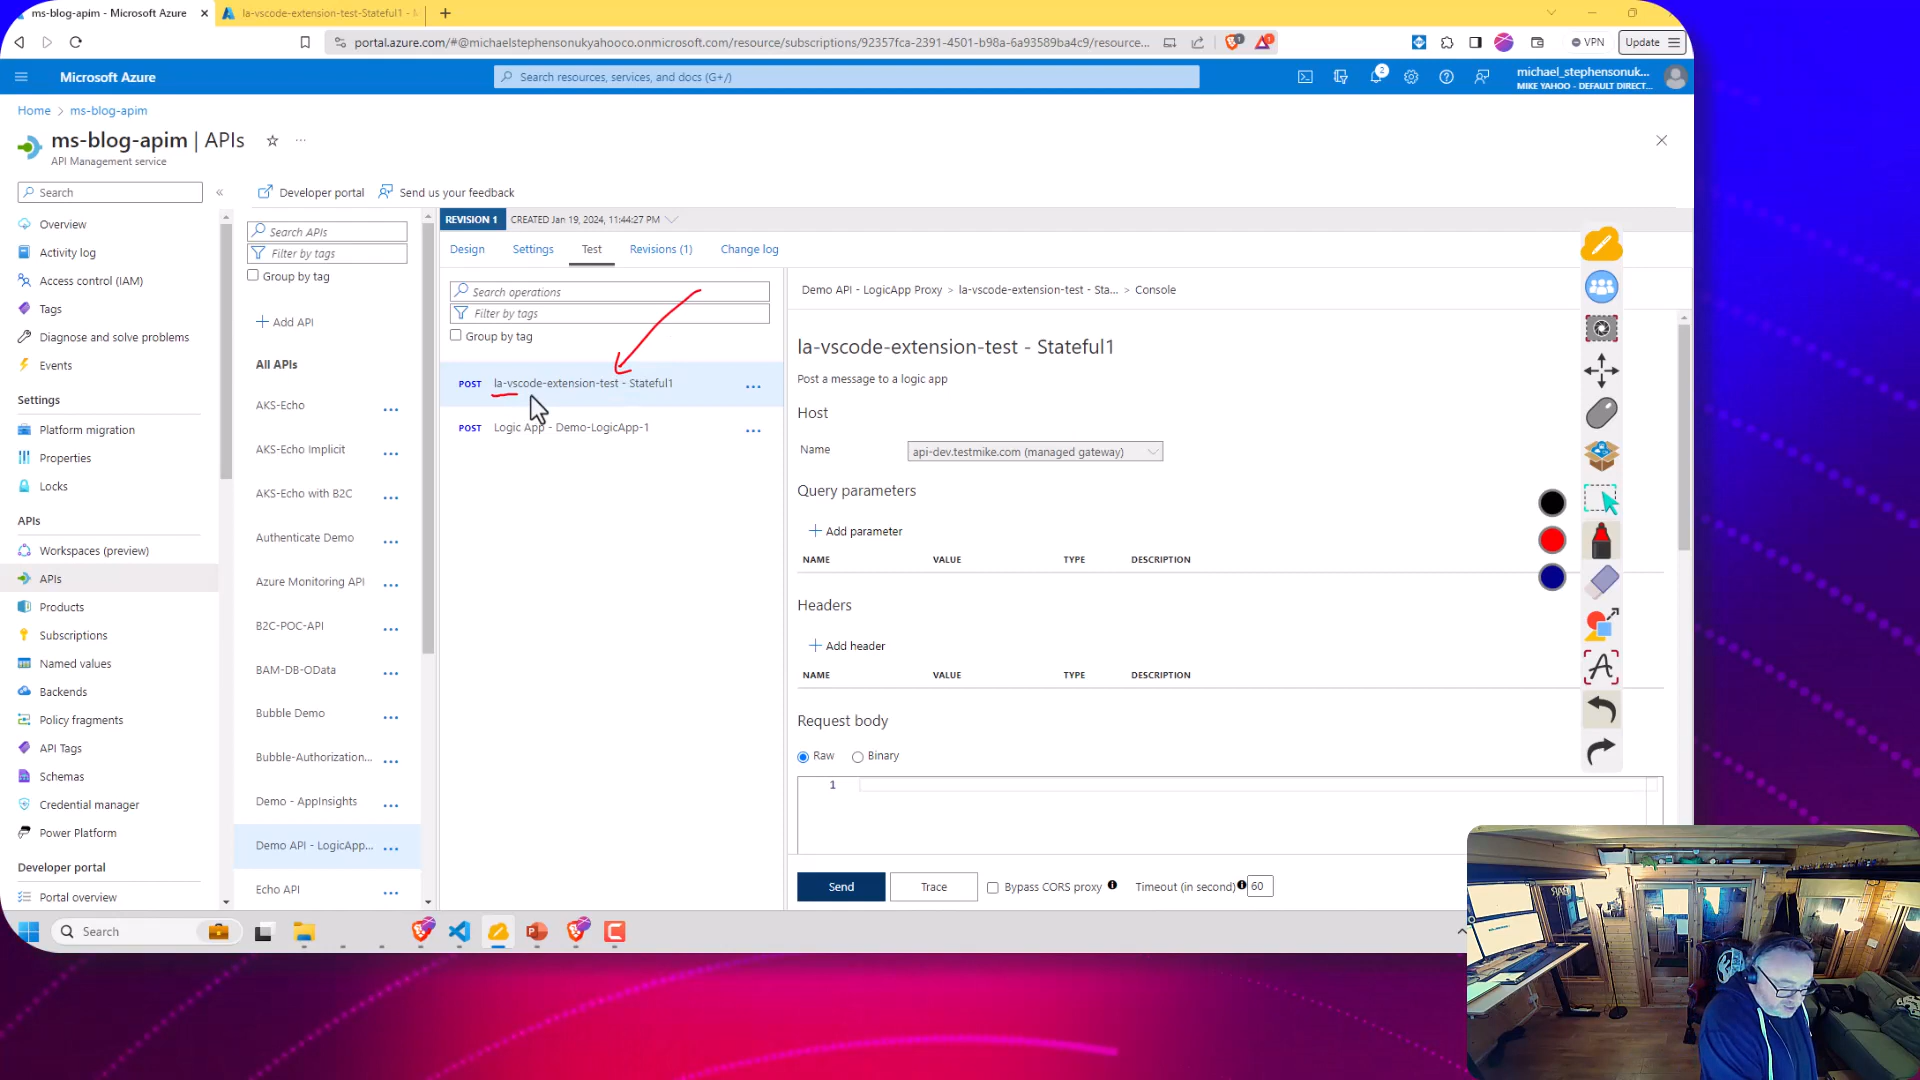 ms-blog-apim - Microsoft Azure
la-vscode-extension-test-Stateful1 -
portal.azure.com/#@michaelstephensonukyahooco.onmicrosoft.com/resource/subscriptions/92357fca-2391-4501-b98a-6a93589ba4c9/resource...
1
1
VPN
Update
Microsoft Azure
Search resources, services, and docs (G+/)
2
michael_stephensonuk...
MIKE YAHOO - DEFAULT DIRECT...
Home > ms-blog-apim
ms-blog-apim | APIs
API Management service
Search
Developer portal
Send us your feedback
Overview
Activity log
Access control (IAM)
Tags
Diagnose and solve problems
Events
Settings
Platform migration
Properties
Locks
APIs
Workspaces (preview)
APIs
Products
Subscriptions
Named values
Backends
Policy fragments
API Tags
Schemas
Credential manager
Power Platform
Developer portal
Portal overview
Search APIs
Filter by tags
Group by tag
Add API
All APIs
AKS-Echo
AKS-Echo Implicit
AKS-Echo with B2C
Authenticate Demo
Azure Monitoring API
B2C-POC-API
BAM-DB-OData
Bubble Demo
Bubble-Authorization...
Demo - AppInsights
Demo API - LogicApp...
Echo API
REVISION 1
CREATED Jan 19, 2024, 11:44:27 PM
Design
Settings
Test
Revisions (1)
Change log
Search operations
Filter by tags
Group by tag
POST la-vscode-extension-test - Stateful1
POST Logic App - Demo-LogicApp-1
Demo API - LogicApp Proxy > la-vscode-extension-test - Sta... > Console
la-vscode-extension-test - Stateful1
Post a message to a logic app
Host
Name
api-dev.testmike.com (managed gateway)
Query parameters
Add parameter
NAME VALUE TYPE DESCRIPTION
Headers
Add header
NAME VALUE TYPE DESCRIPTION
Request body
Raw
Binary
1
Send
Trace
Bypass CORS proxy
Timeout (in second)
60
Search